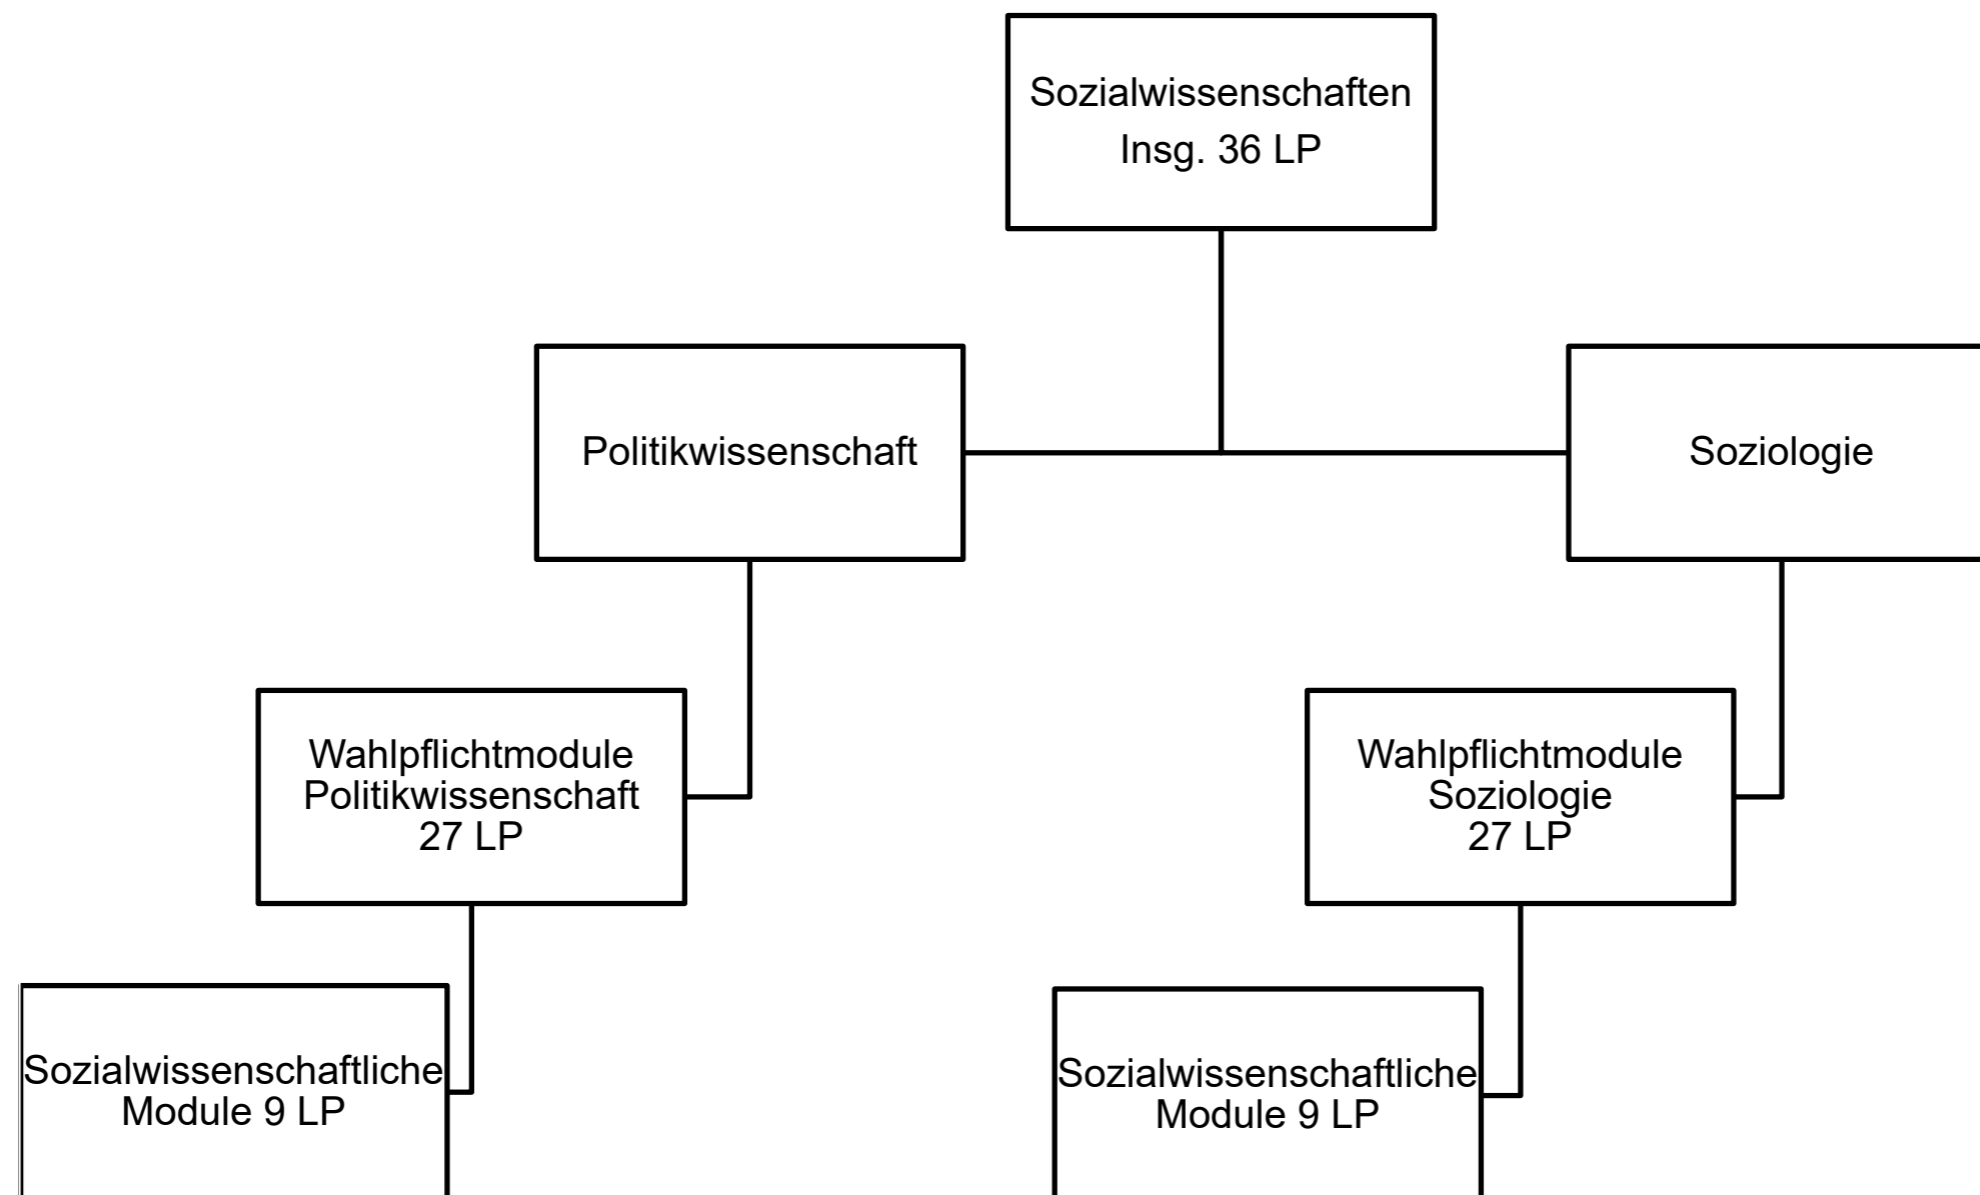 Sozialwissenschaften
Insg. 36 LP
Politikwissenschaft
Soziologie
Wahlpflichtmodule
Politikwissenschaft
27 LP
Wahlpflichtmodule
Soziologie
27 LP
Sozialwissenschaftliche
Module 9 LP
Sozialwissenschaftliche
Module 9 LP